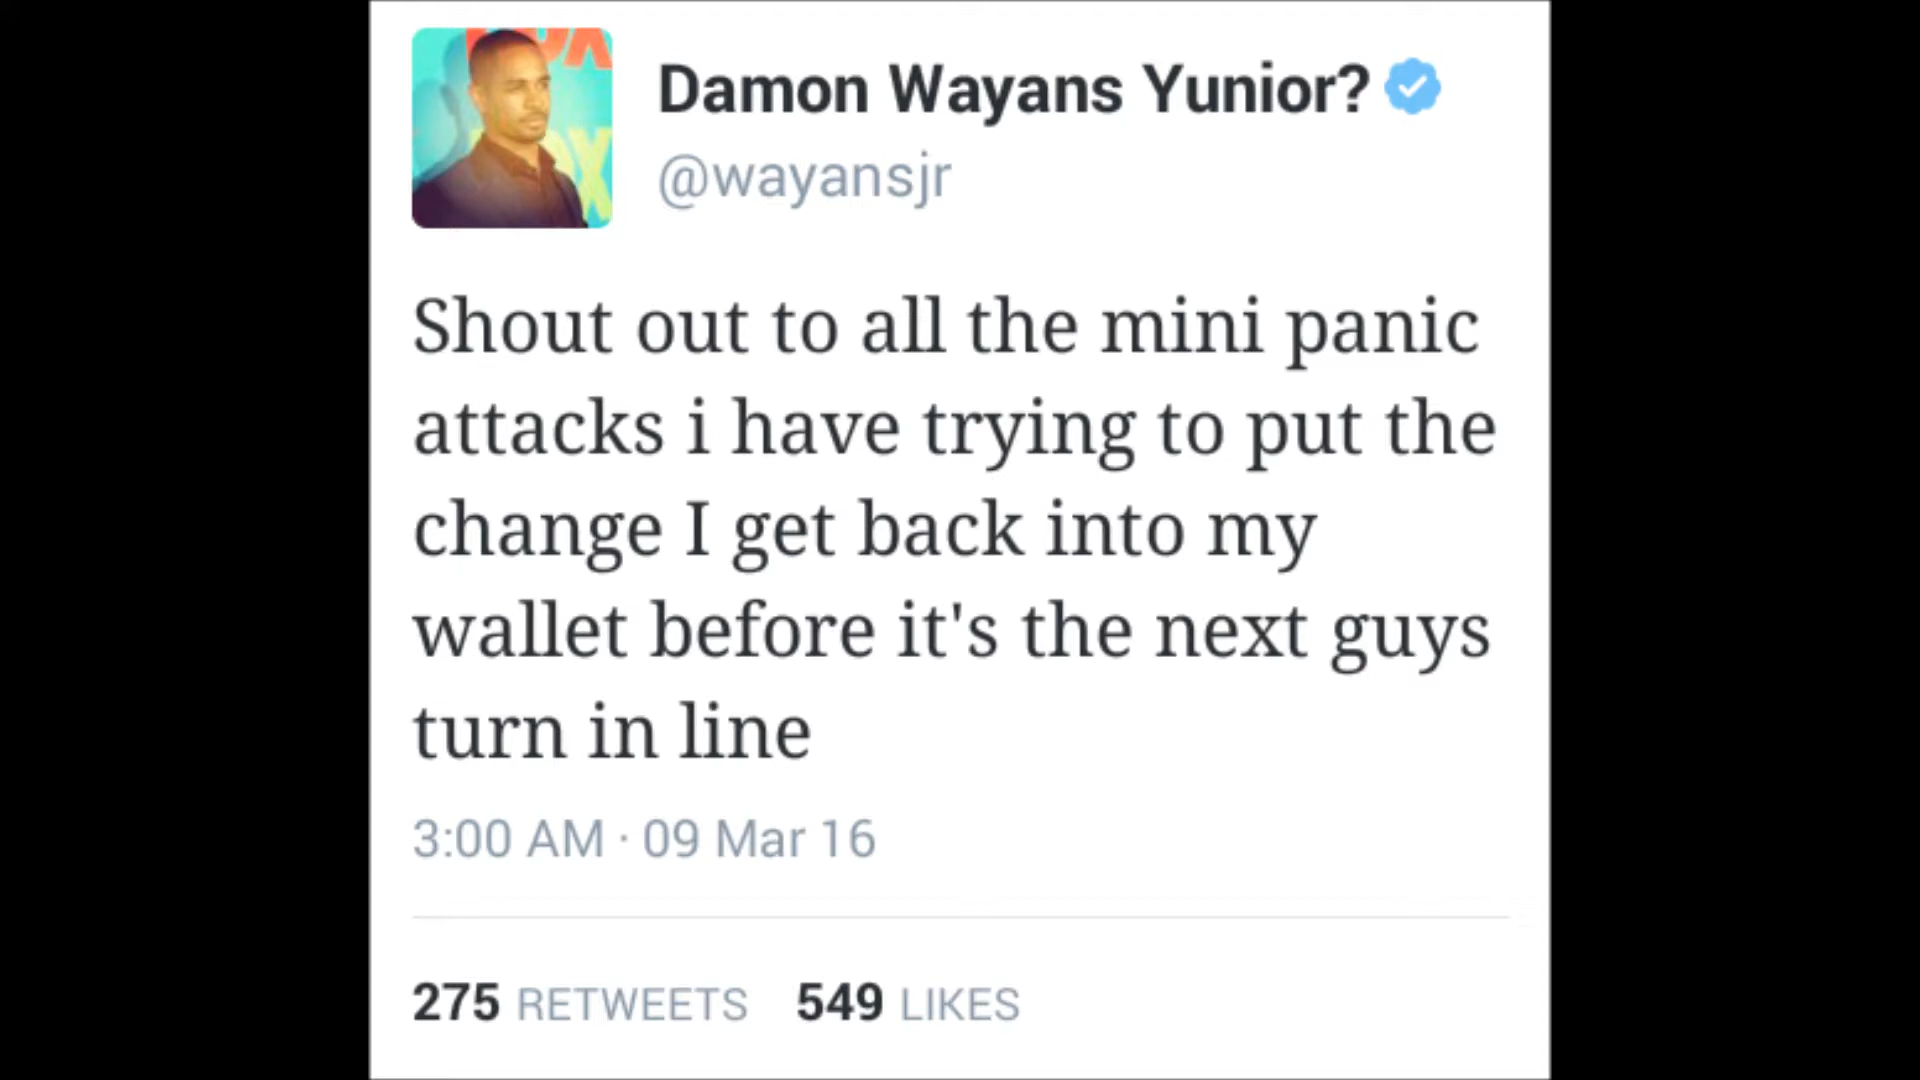 Damon Wayans Yunior?
@wayansjr
Shout out to all the mini panic
attacks i have trying to put the
change I get back into my
wallet before it's the next guys
turn in line
3:00 AM · 09 Mar 16
275 RETWEETS 549 LIKES